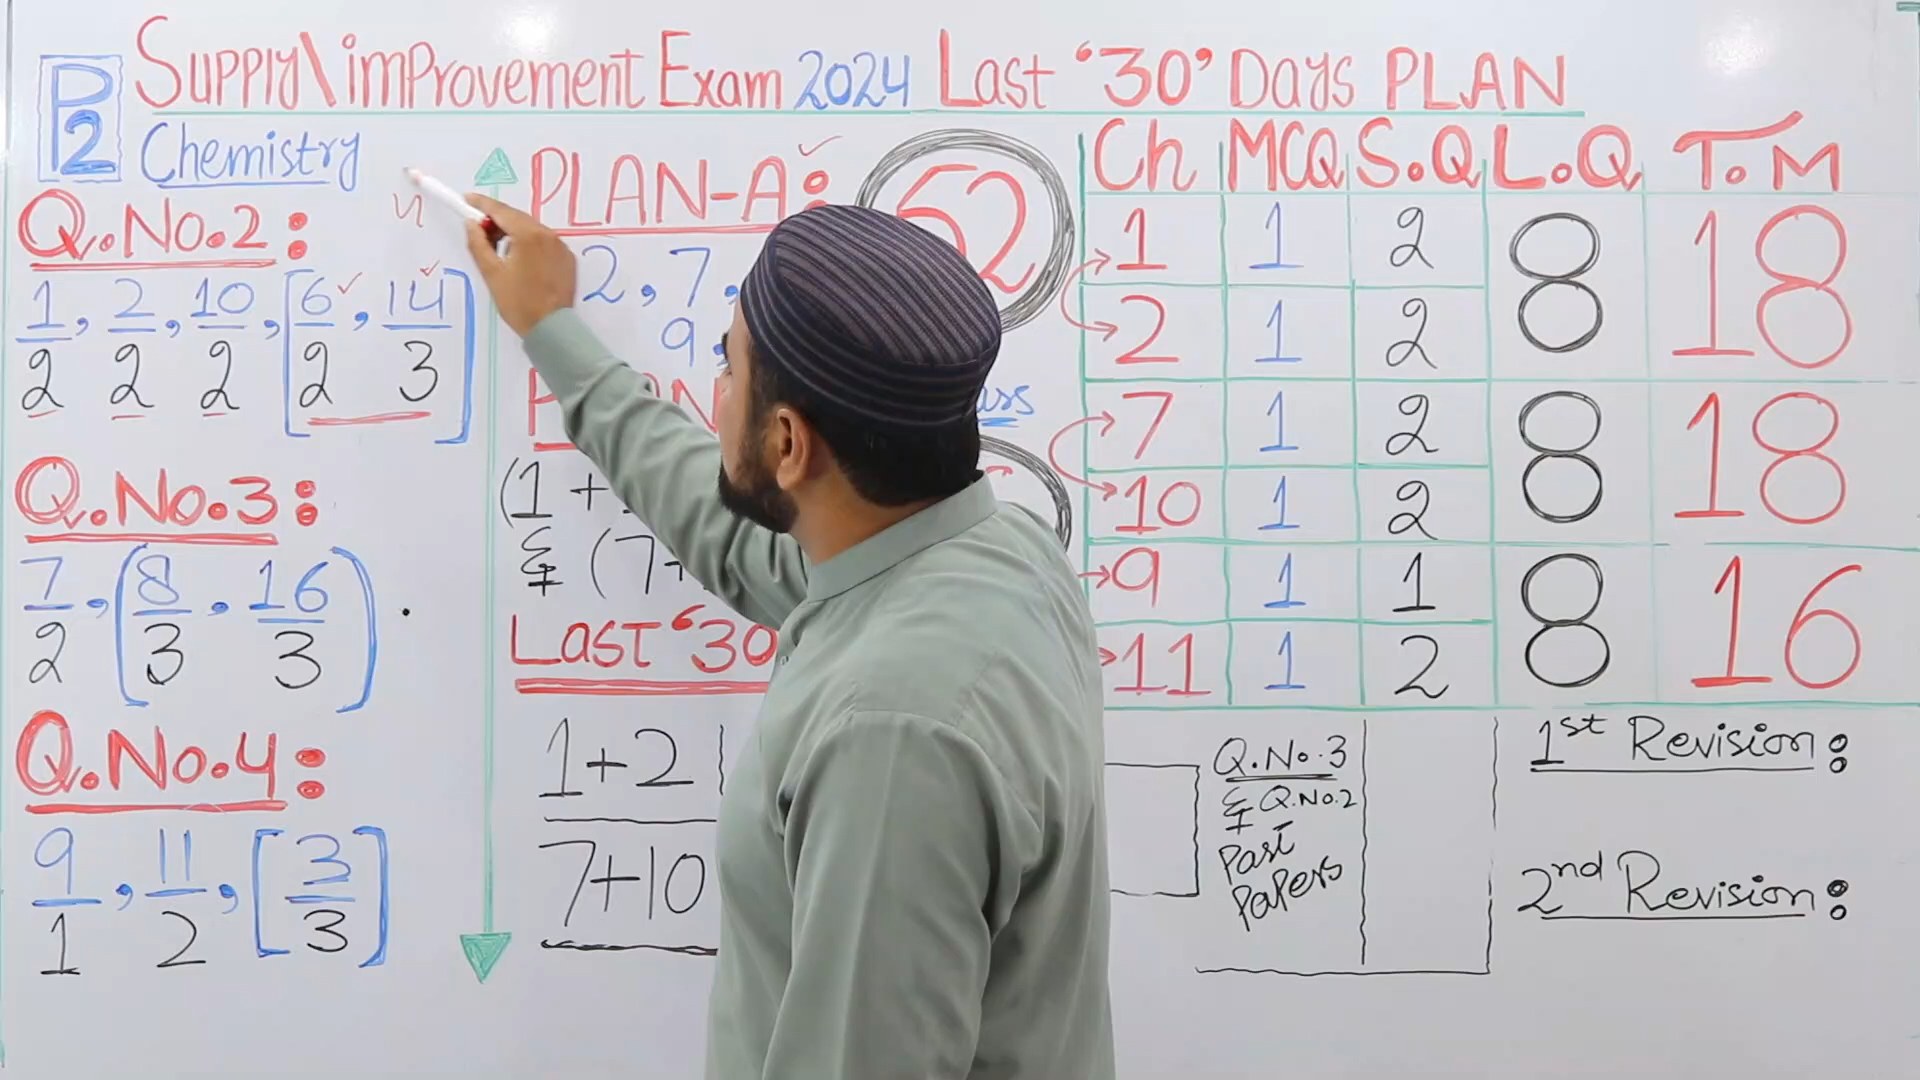 P2
Supply\improvement Exam 2024 Last '30' Days PLAN
Chemistry
Q.No.2:
1/2, 2/2, 10/2, [6/2, 14/3]
Q.No.3:
7/2, (8/3, 16/3)
Q.No.4:
9/1, 11/2, [3/3]
PLAN-A:
52
2, 7,
9
(1 +
& (7+
Last '30
1+2
7+10
Ch MCQ S.Q L.Q T.M
1 1 2 8 18
2 1 2
7 1 2 8 18
10 1 2
9 1 1 8 16
11 1 2
Q.No.3
& Q.No.2
Past
Papers
1st Revision:
2nd Revision: